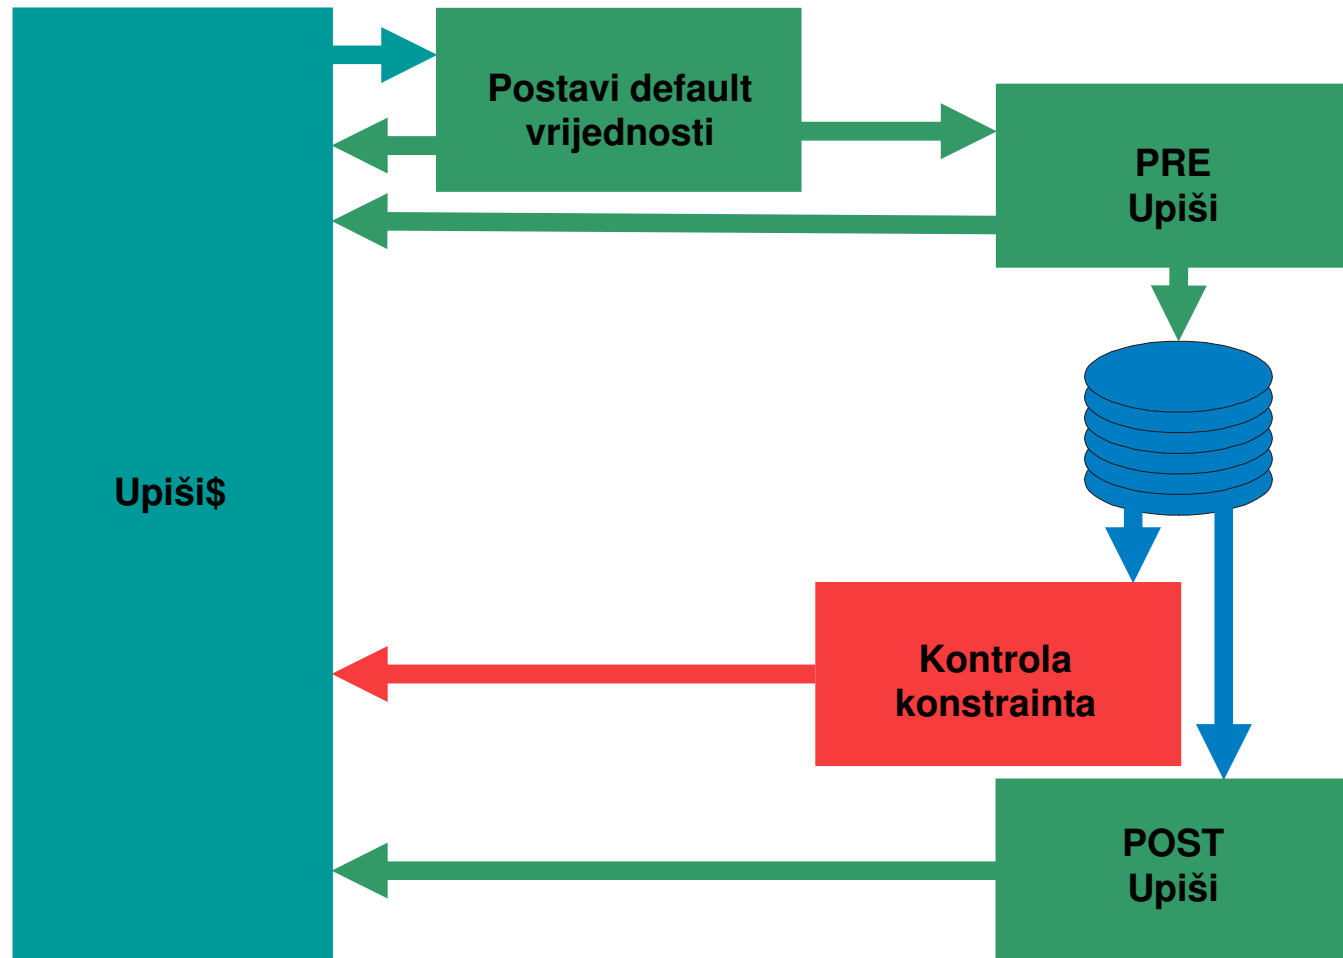 Postavi default
vrijednosti
PRE
Upiši
Upiši$
Kontrola
konstrainta
POST
Upiši